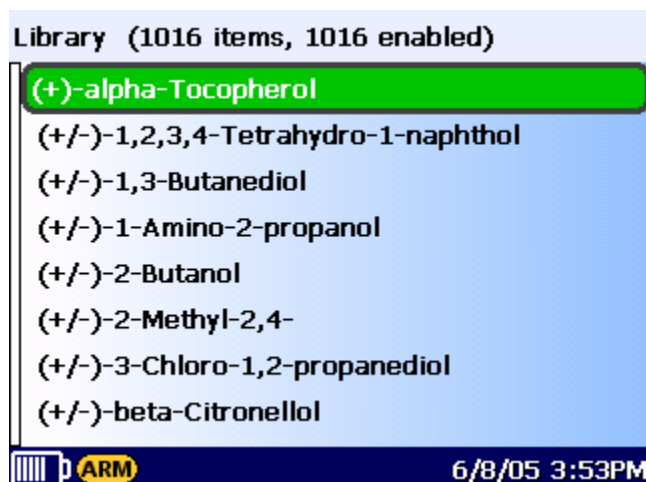 Library (1016 items, 1016 enabled)
(+)-alpha-Tocopherol
(+/-)-1,2,3,4-Tetrahydro-1-naphthol
(+/-)-1,3-Butanediol
(+/-)-1-Amino-2-propanol
(+/-)-2-Butanol
(+/-)-2-Methyl-2,4-
(+/-)-3-Chloro-1,2-propanediol
(+/-)-beta-Citronellol
ARM 6/8/05 3:53PM